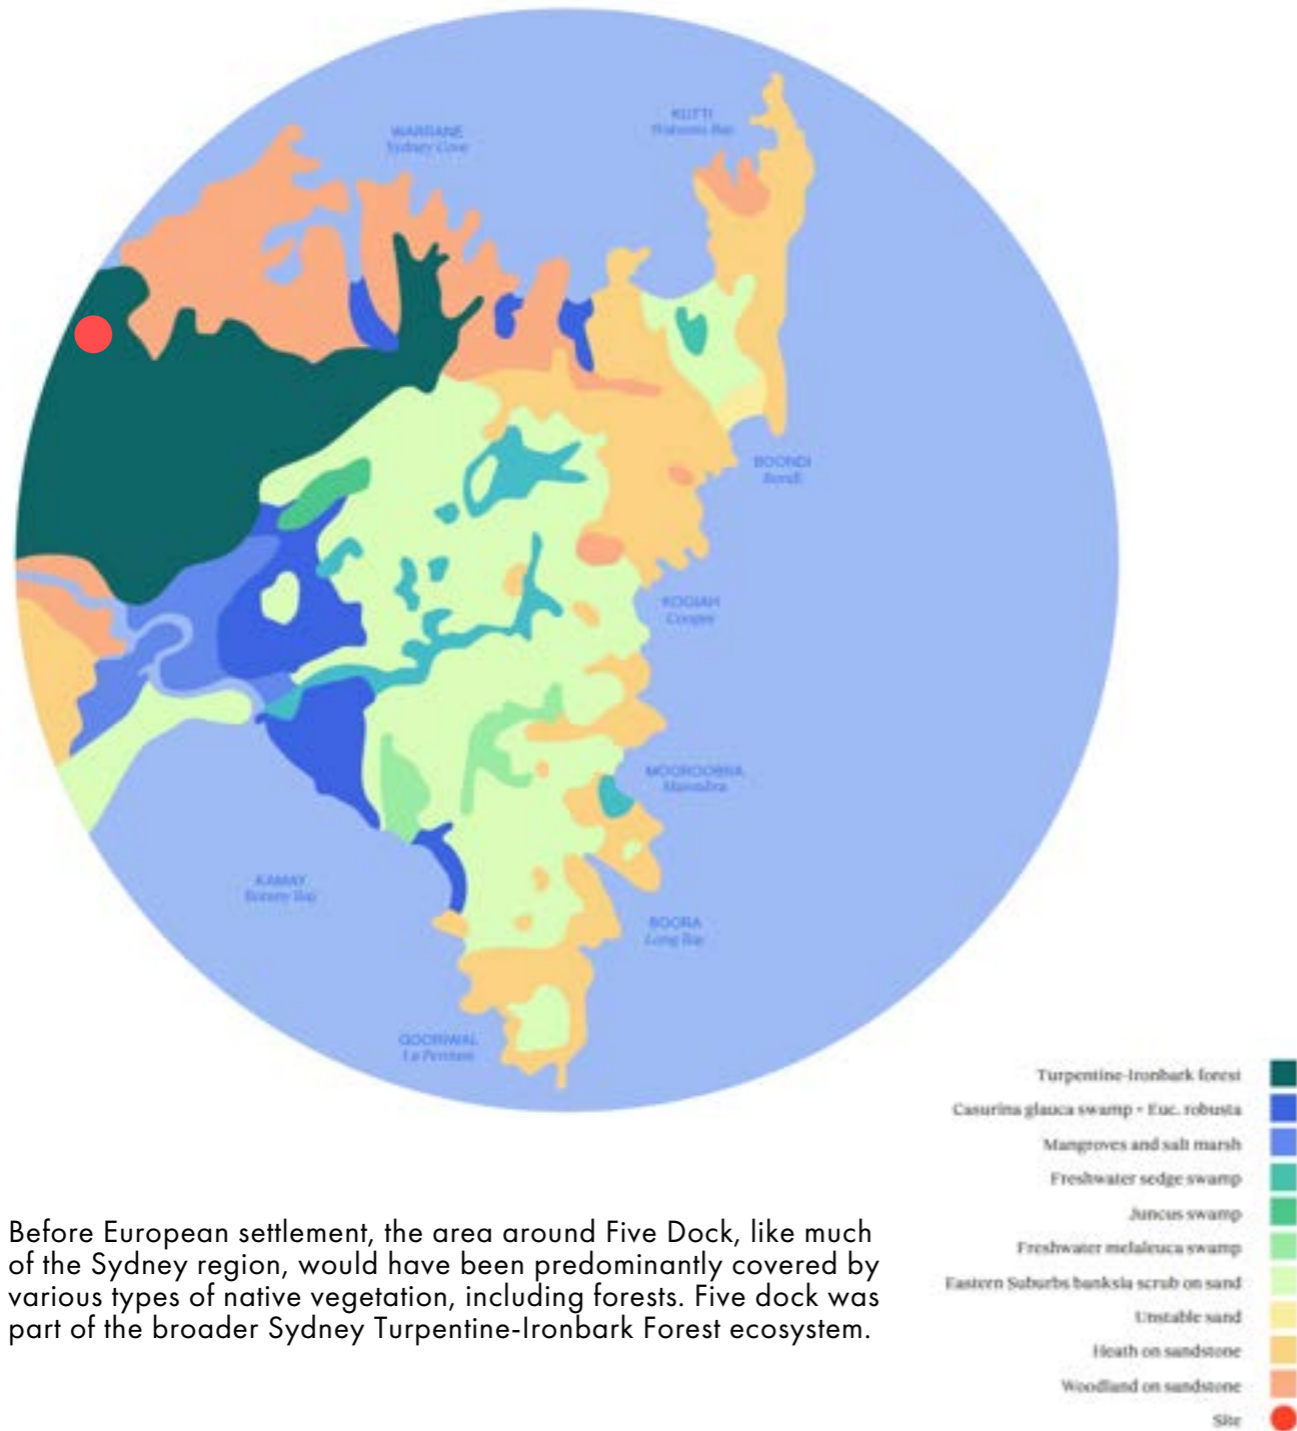 WARRANE
Sydney Cove
KUTTI
Watsons Bay
BOONDI
Bondi
KOGIAH
Coogee
MOOROOBRA
Maroubra
KAMAY
Botany Bay
BOORA
Long Bay
GOORIWAL
La Perouse
Turpentine-Ironbark forest
Casurina glauca swamp + Euc. robusta
Mangroves and salt marsh
Freshwater sedge swamp
Juncus swamp
Freshwater melaleuca swamp
Eastern Suburbs banksia scrub on sand
Unstable sand
Heath on sandstone
Woodland on sandstone
Site
Before European settlement, the area around Five Dock, like much
of the Sydney region, would have been predominantly covered by
various types of native vegetation, including forests. Five dock was
part of the broader Sydney Turpentine-Ironbark Forest ecosystem.